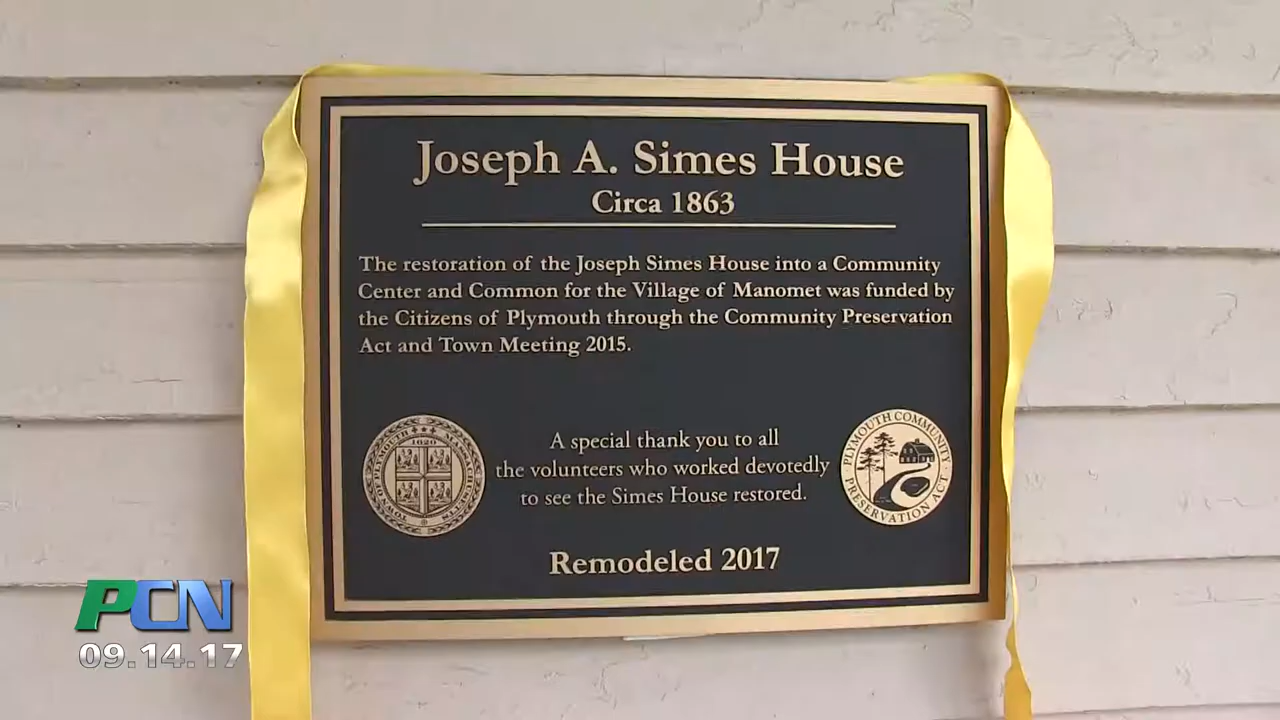 Joseph A. Simes House
Circa 1863
The restoration of the Joseph Simes House into a Community
Center and Common for the Village of Manomet was funded by
the Citizens of Plymouth through the Community Preservation
Act and Town Meeting 2015.
1620
A special thank you to all
the volunteers who worked devotedly
to see the Simes House restored.
PLYMOUTH COMMUNITY
PRESERVATION ACT
Remodeled 2017
PCN
09.14.17